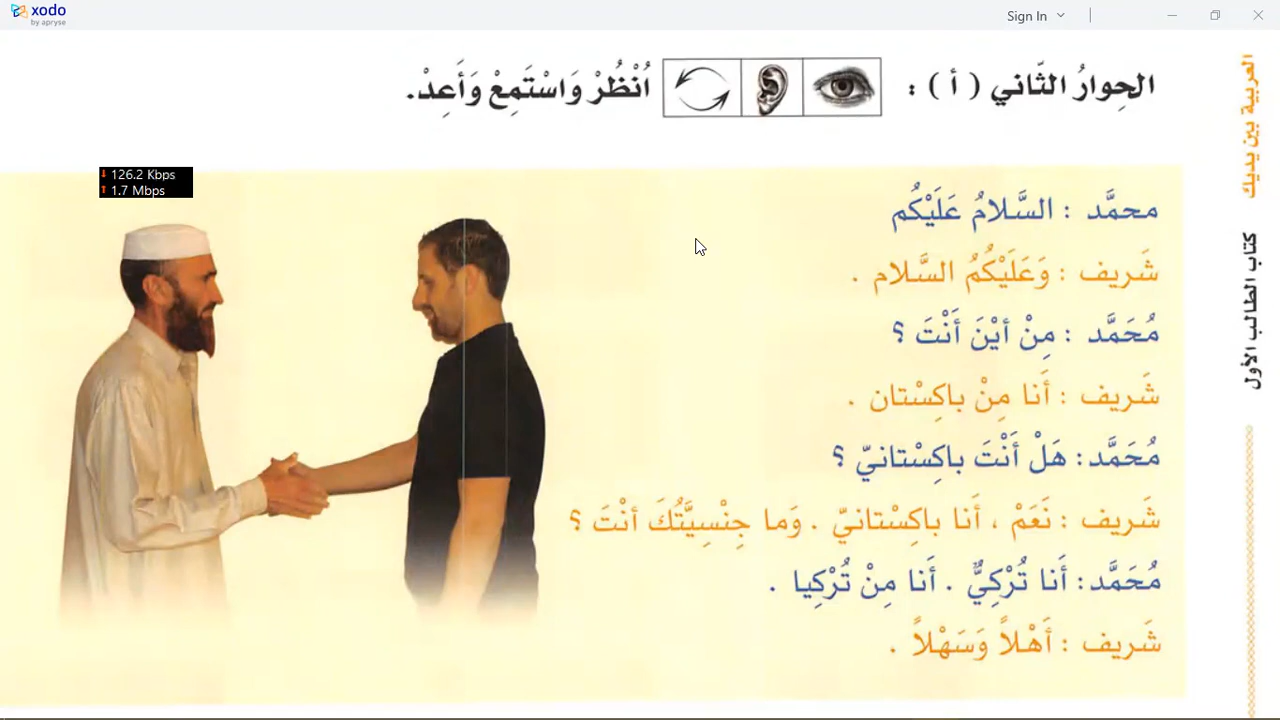 xodo
by apryse
Sign In
الحِوارُ الثّاني ( أ ) : اُنْظُرْ وَاسْتَمِعْ وَأَعِدْ.
126.2 Kbps
1.7 Mbps
محمَّد : السَّلامُ عَلَيْكُم
شَريف : وَعَلَيْكُمُ السَّلام .
مُحَمَّد : مِنْ أيْنَ أَنْتَ ؟
شَريف : أَنا مِنْ باكِسْتان .
مُحَمَّد: هَلْ أَنْتَ باكِسْتانيّ ؟
شَريف : نَعَمْ ، أَنا باكِسْتانيّ . وَما جِنْسِيَّتُكَ أنْتَ ؟
مُحَمَّد: أَنا تُرْكِيٌّ . أَنا مِنْ تُرْكِيا .
شَريف : أَهْلاً وَسَهْلاً .
العربية بين يديك
كتاب الطالب الأول